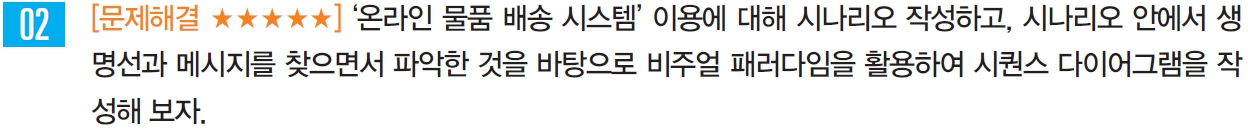 02 [문제해결 ★★★★★] ‘온라인 물품 배송 시스템’ 이용에 대해 시나리오 작성하고, 시나리오 안에서 생
명선과 메시지를 찾으면서 파악한 것을 바탕으로 비주얼 패러다임을 활용하여 시퀀스 다이어그램을 작
성해 보자.